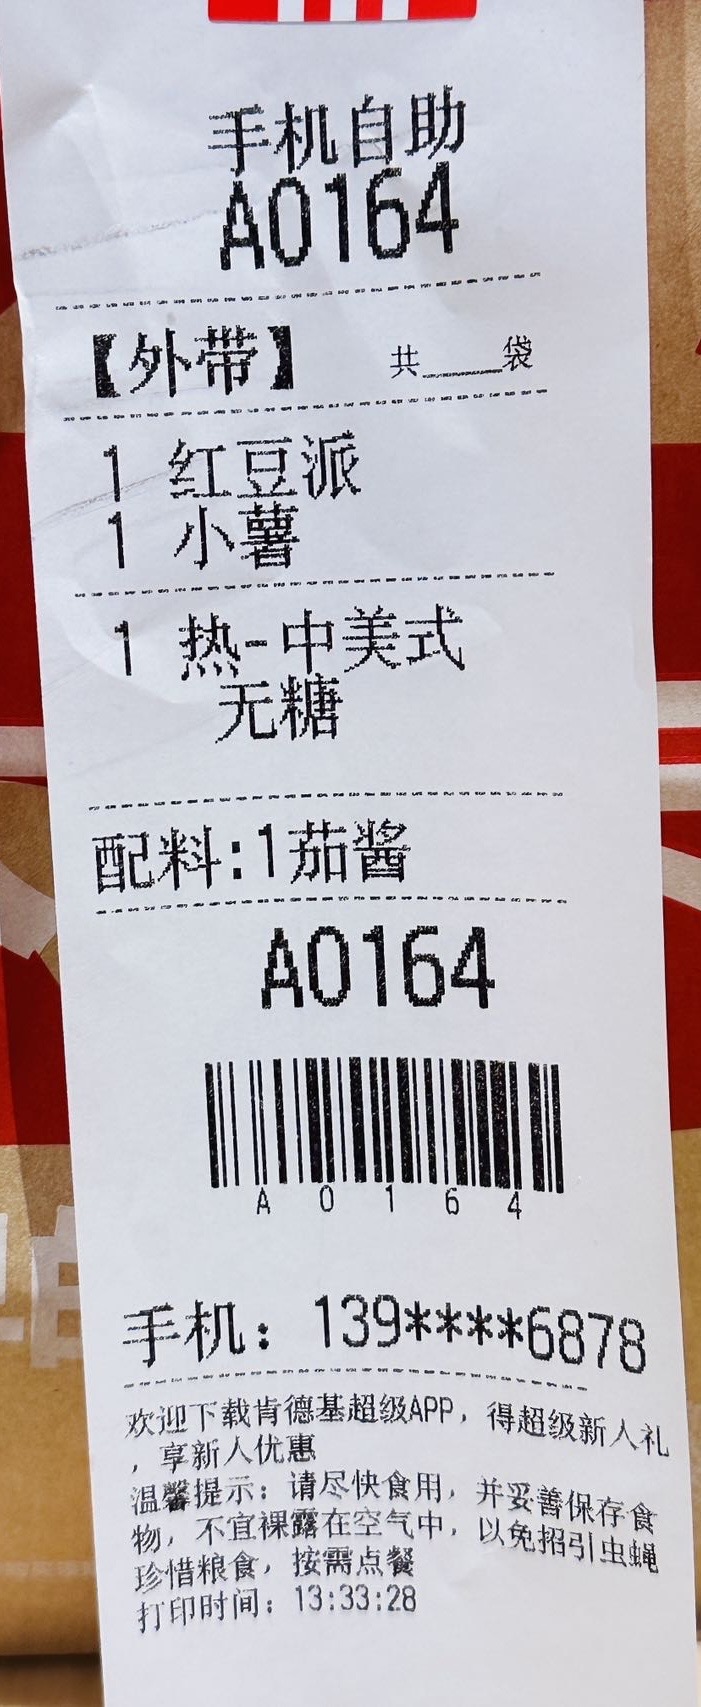 手机自助
A0164
【外带】 共____袋
1 红豆派
1 小薯
1 热-中美式
无糖
配料:1茄酱
A0164
A 0 1 6 4
手机：139****6878
欢迎下载肯德基超级APP，得超级新人礼
，享新人优惠
温馨提示：请尽快食用，并妥善保存食
物，不宜裸露在空气中，以免招引虫蝇
珍惜粮食，按需点餐
打印时间：13:33:28